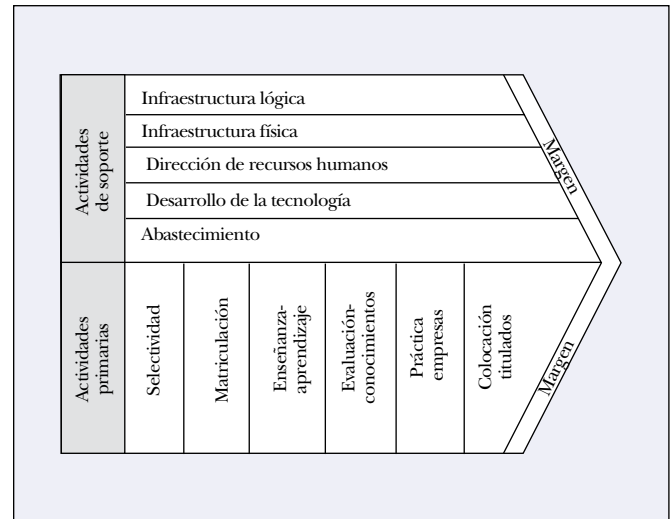 Actividades
de soporte
Infraestructura lógica
Infraestructura física
Dirección de recursos humanos
Desarrollo de la tecnología
Abastecimiento
Margen
Actividades
primarias
Selectividad
Matriculación
Enseñanza-
aprendizaje
Evaluación-
conocimientos
Práctica
empresas
Colocación
titulados
Margen